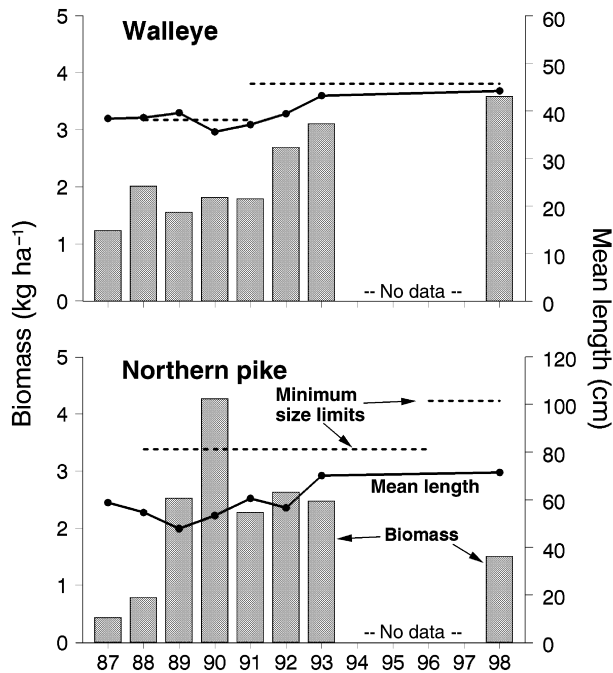 Walleye
5
4
3
2
1
0
60
50
40
30
20
10
0
-- No data --
Biomass (kg ha⁻¹)
Mean length (cm)
Northern pike
5
4
3
2
1
0
120
100
80
60
40
20
0
Minimum
size limits
Mean length
Biomass
-- No data --
87 88 89 90 91 92 93 94 95 96 97 98